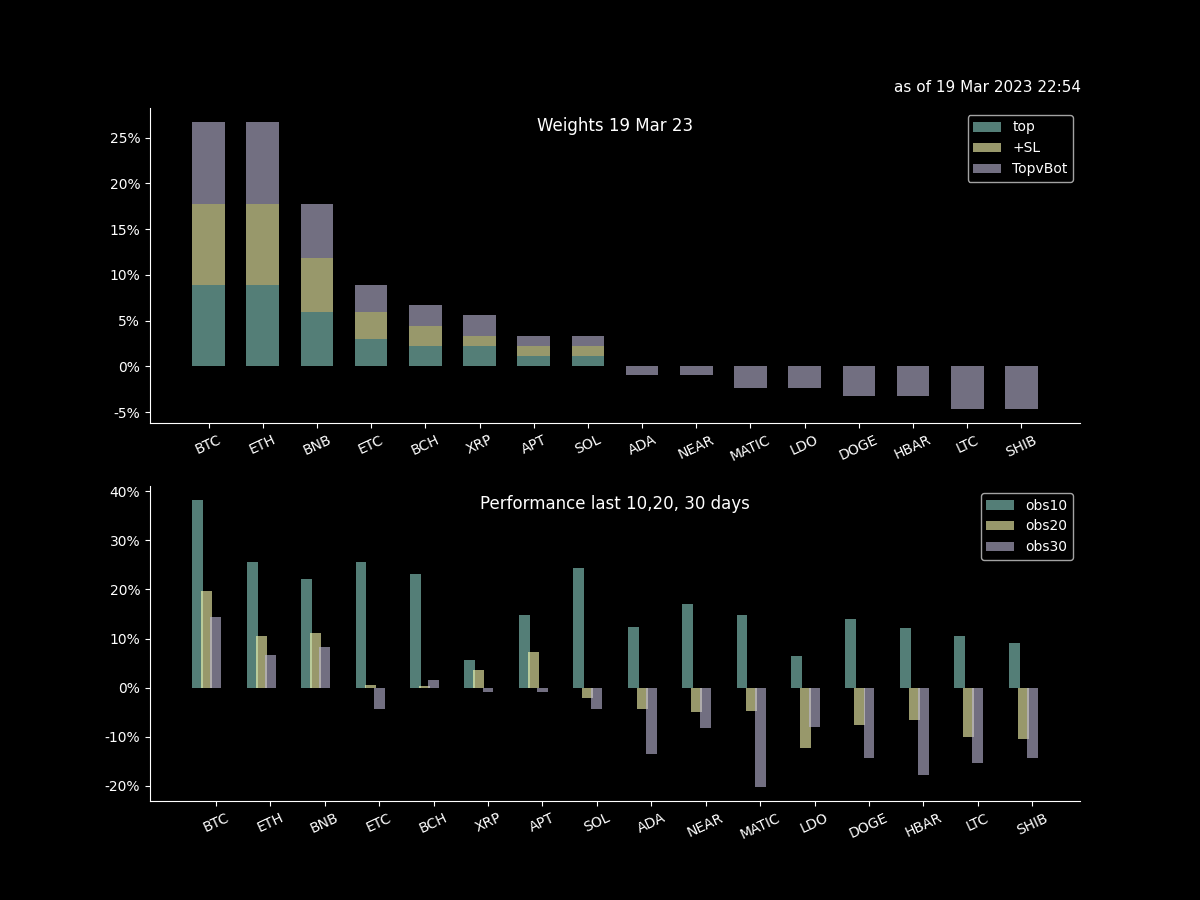 as of 19 Mar 2023 22:54
Weights 19 Mar 23
top
+SL
TopvBot
25%
20%
15%
10%
5%
0%
-5%
BTC ETH BNB ETC BCH XRP APT SOL ADA NEAR MATIC LDO DOGE HBAR LTC SHIB
Performance last 10,20, 30 days
obs10
obs20
obs30
40%
30%
20%
10%
0%
-10%
-20%
BTC ETH BNB ETC BCH XRP APT SOL ADA NEAR MATIC LDO DOGE HBAR LTC SHIB